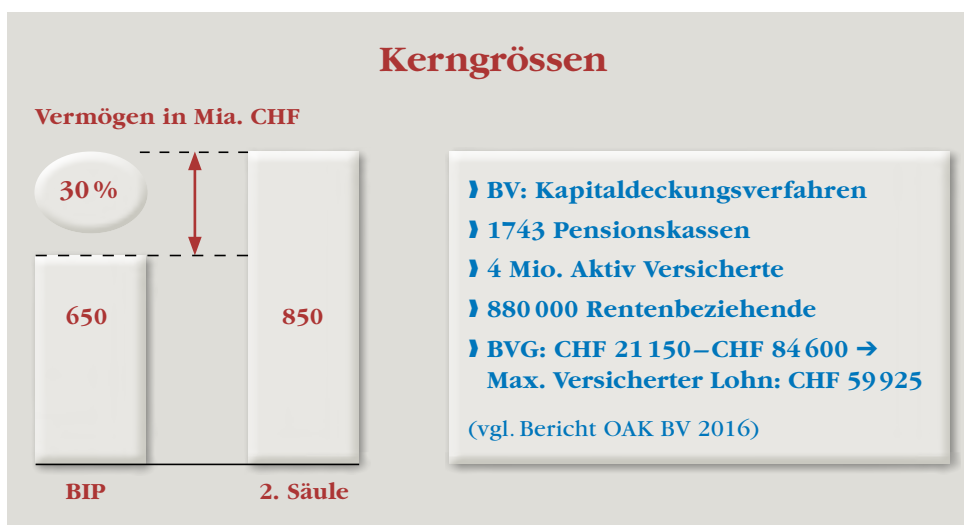 Kerngrössen
Vermögen in Mia. CHF
30 %
650
850
BIP
2. Säule
❱ BV: Kapitaldeckungsverfahren
❱ 1743 Pensionskassen
❱ 4 Mio. Aktiv Versicherte
❱ 880 000 Rentenbeziehende
❱ BVG: CHF 21 150 – CHF 84 600 ➔
Max. Versicherter Lohn: CHF 59 925
(vgl. Bericht OAK BV 2016)